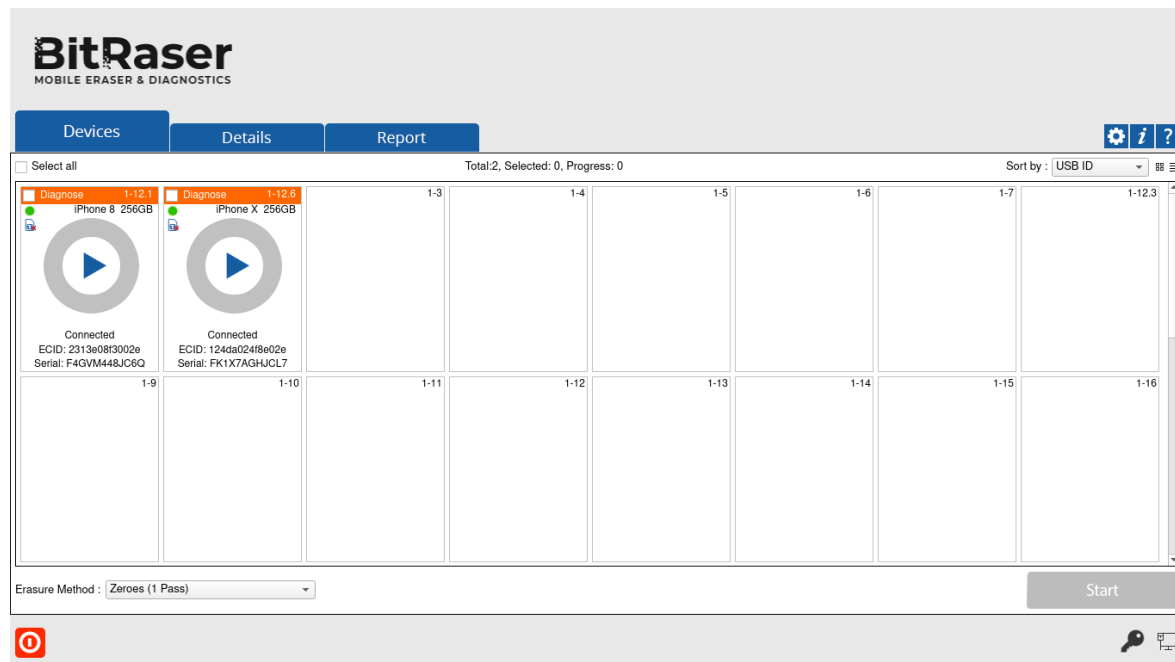 BitRaser
MOBILE ERASER & DIAGNOSTICS
Devices
Details
Report
i
?
Select all
Total:2, Selected: 0, Progress: 0
Sort by : USB ID
Diagnose 1-12.1
iPhone 8 256GB
Connected
ECID: 2313e08f3002e
Serial: F4GVM448JC6Q
Diagnose 1-12.6
iPhone X 256GB
Connected
ECID: 124da024f8e02e
Serial: FK1X7AGHJCL7
1-3
1-4
1-5
1-6
1-7
1-12.3
1-9
1-10
1-11
1-12
1-13
1-14
1-15
1-16
Erasure Method : Zeroes (1 Pass)
Start